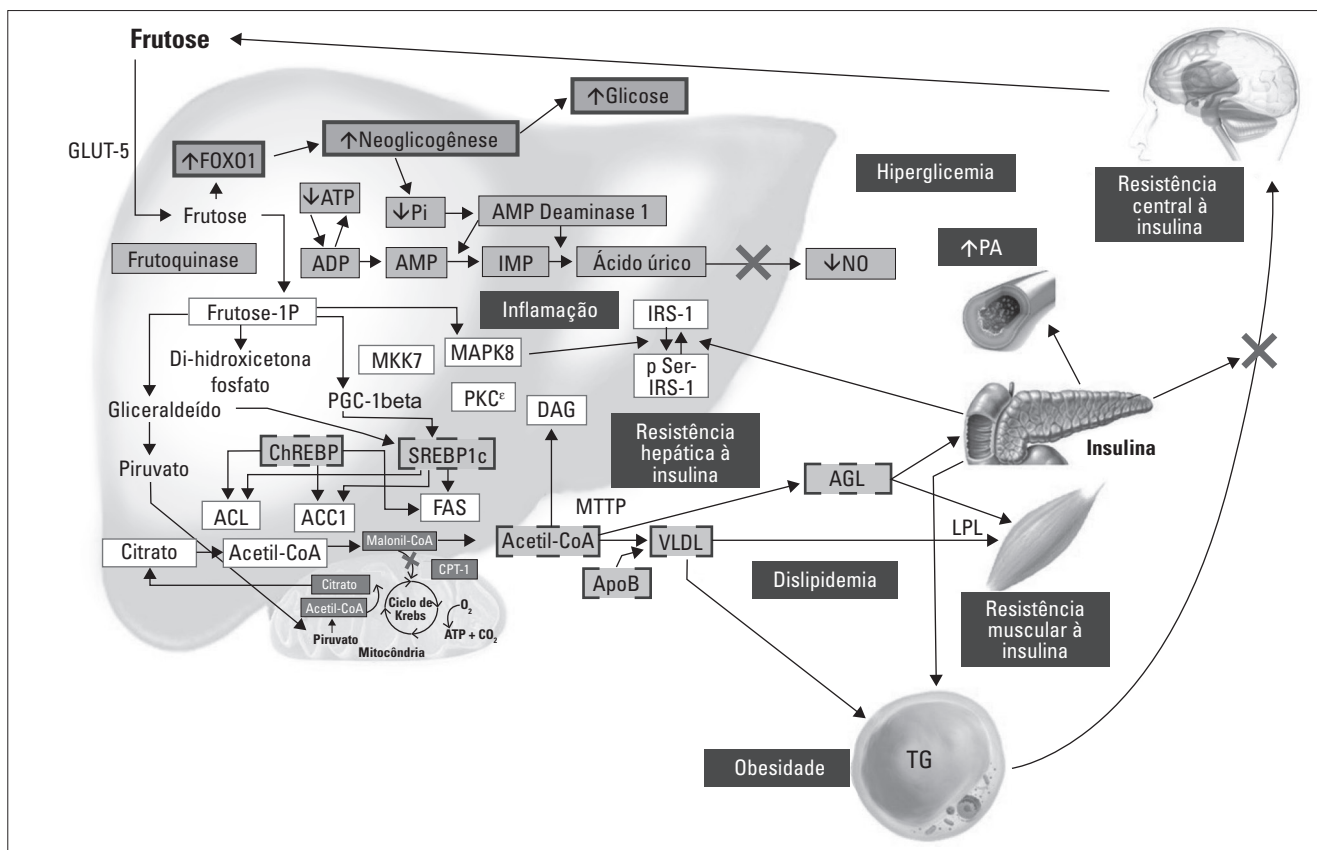 Frutose
GLUT-5
↑Glicose
↑Neoglicogênese
↑FOXO1
Frutose
Frutoquinase
↓ATP
↓Pi
AMP Deaminase 1
ADP
AMP
IMP
Ácido úrico
↓NO
Hiperglicemia
↑PA
Resistência
central à
insulina
Inflamação
Frutose-1P
Di-hidroxicetona
fosfato
Gliceraldeído
Piruvato
MKK7
MAPK8
IRS-1
p Ser-
IRS-1
PGC-1beta
PKCᵋ
DAG
ChREBP
SREBP1c
ACL
ACC1
FAS
Resistência
hepática à
insulina
Insulina
AGL
MTTP
LPL
Citrato
Acetil-CoA
Malonil-CoA
Acetil-CoA
VLDL
ApoB
Dislipidemia
Resistência
muscular à
insulina
CPT-1
Citrato
Acetil-CoA
Ciclo de
Krebs
O₂
ATP + CO₂
Piruvato
Mitocôndria
Obesidade
TG